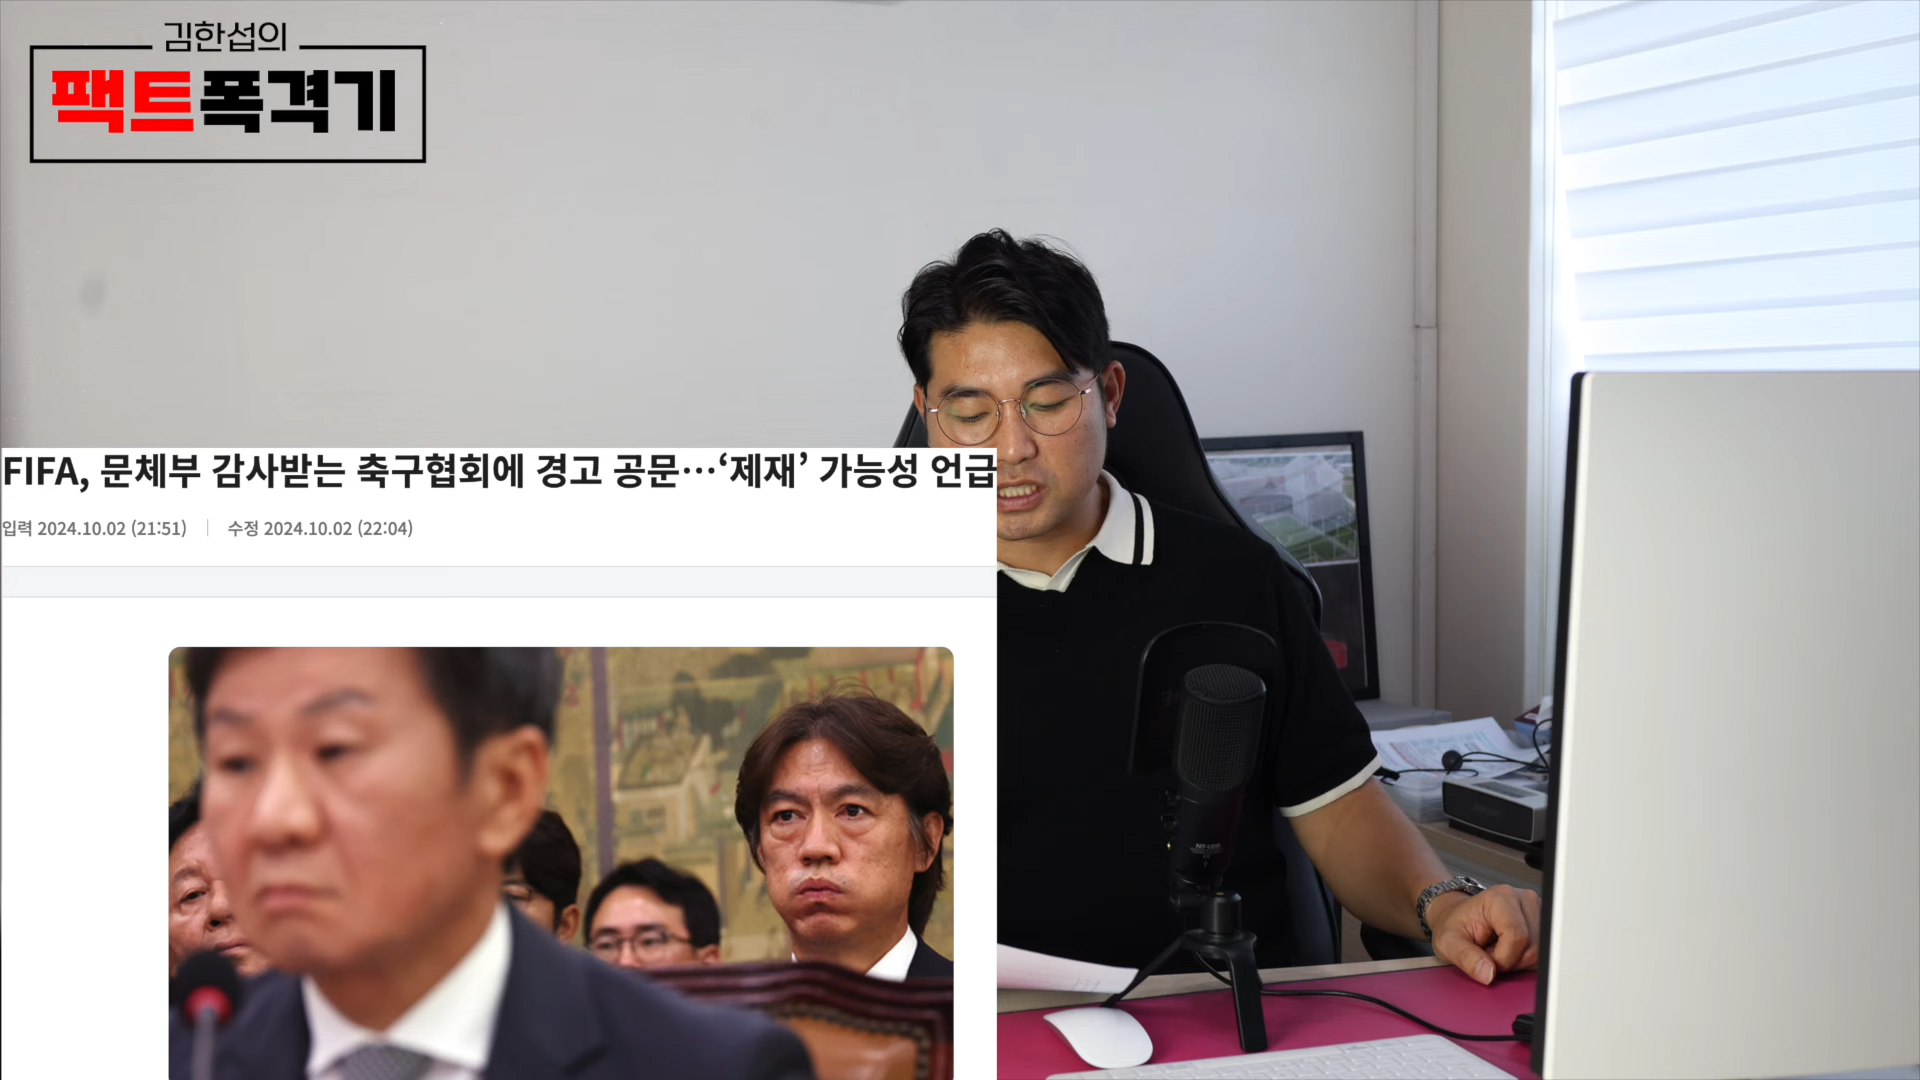 김한섭의
팩트폭격기
FIFA, 문체부 감사받는 축구협회에 경고 공문…‘제재’ 가능성 언급
입력 2024.10.02 (21:51) 수정 2024.10.02 (22:04)